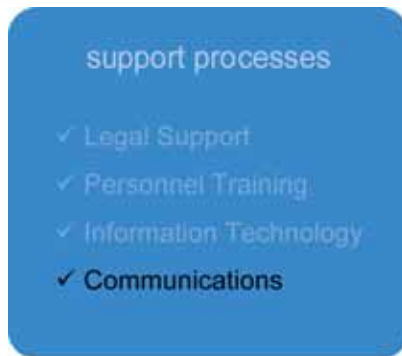 support processes
✓ Legal Support
✓ Personnel Training
✓ Information Technology
✓ Communications